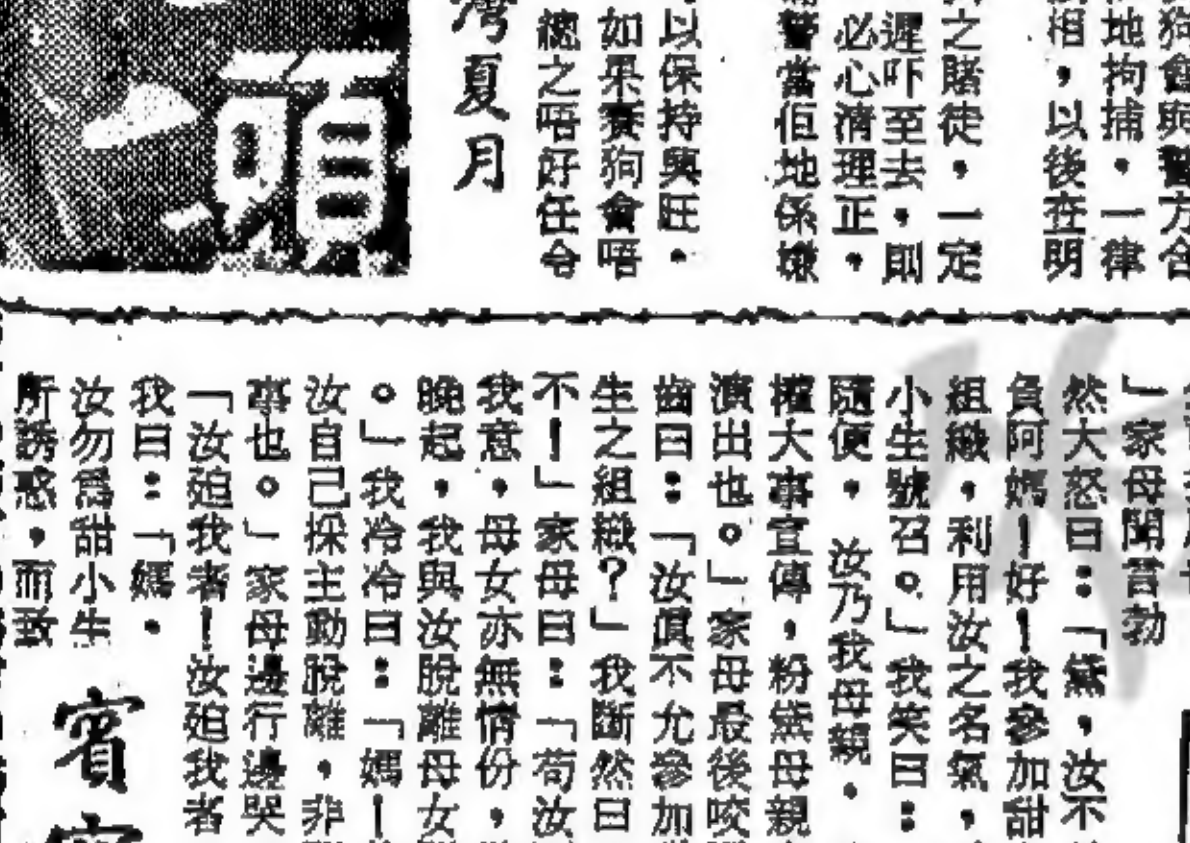 狗會與警方合
地拘捕，一律
相，以後在明
之賭徒，一定
遲吓至去，則
必心清理正，
警當佢地係嫌
以保持興旺。
如果賽狗會唔
總之唔好任令
灣夏月
頭
」家母聞言勃
然大怒曰：「黛，汝不
負阿媽！好！我參加甜
組織，利用汝之名氣，
小生號召。」我笑曰：
隨便，汝乃我母親，
權大事宣傳，粉黛母親
演出也。」家母最後咬
齒曰：「汝真不允參加
生之組織？」我斷然曰
不！」家母曰：「苟汝
我意，母女亦無情份，
晚起，我與汝脫離母女
。」我冷冷曰：「媽！
汝自己採主動脫離，非
事也。」家母邊行邊哭
「汝廹我者！汝廹我者
我曰：「媽，
汝勿爲甜小生
所誘惑，而致
賓